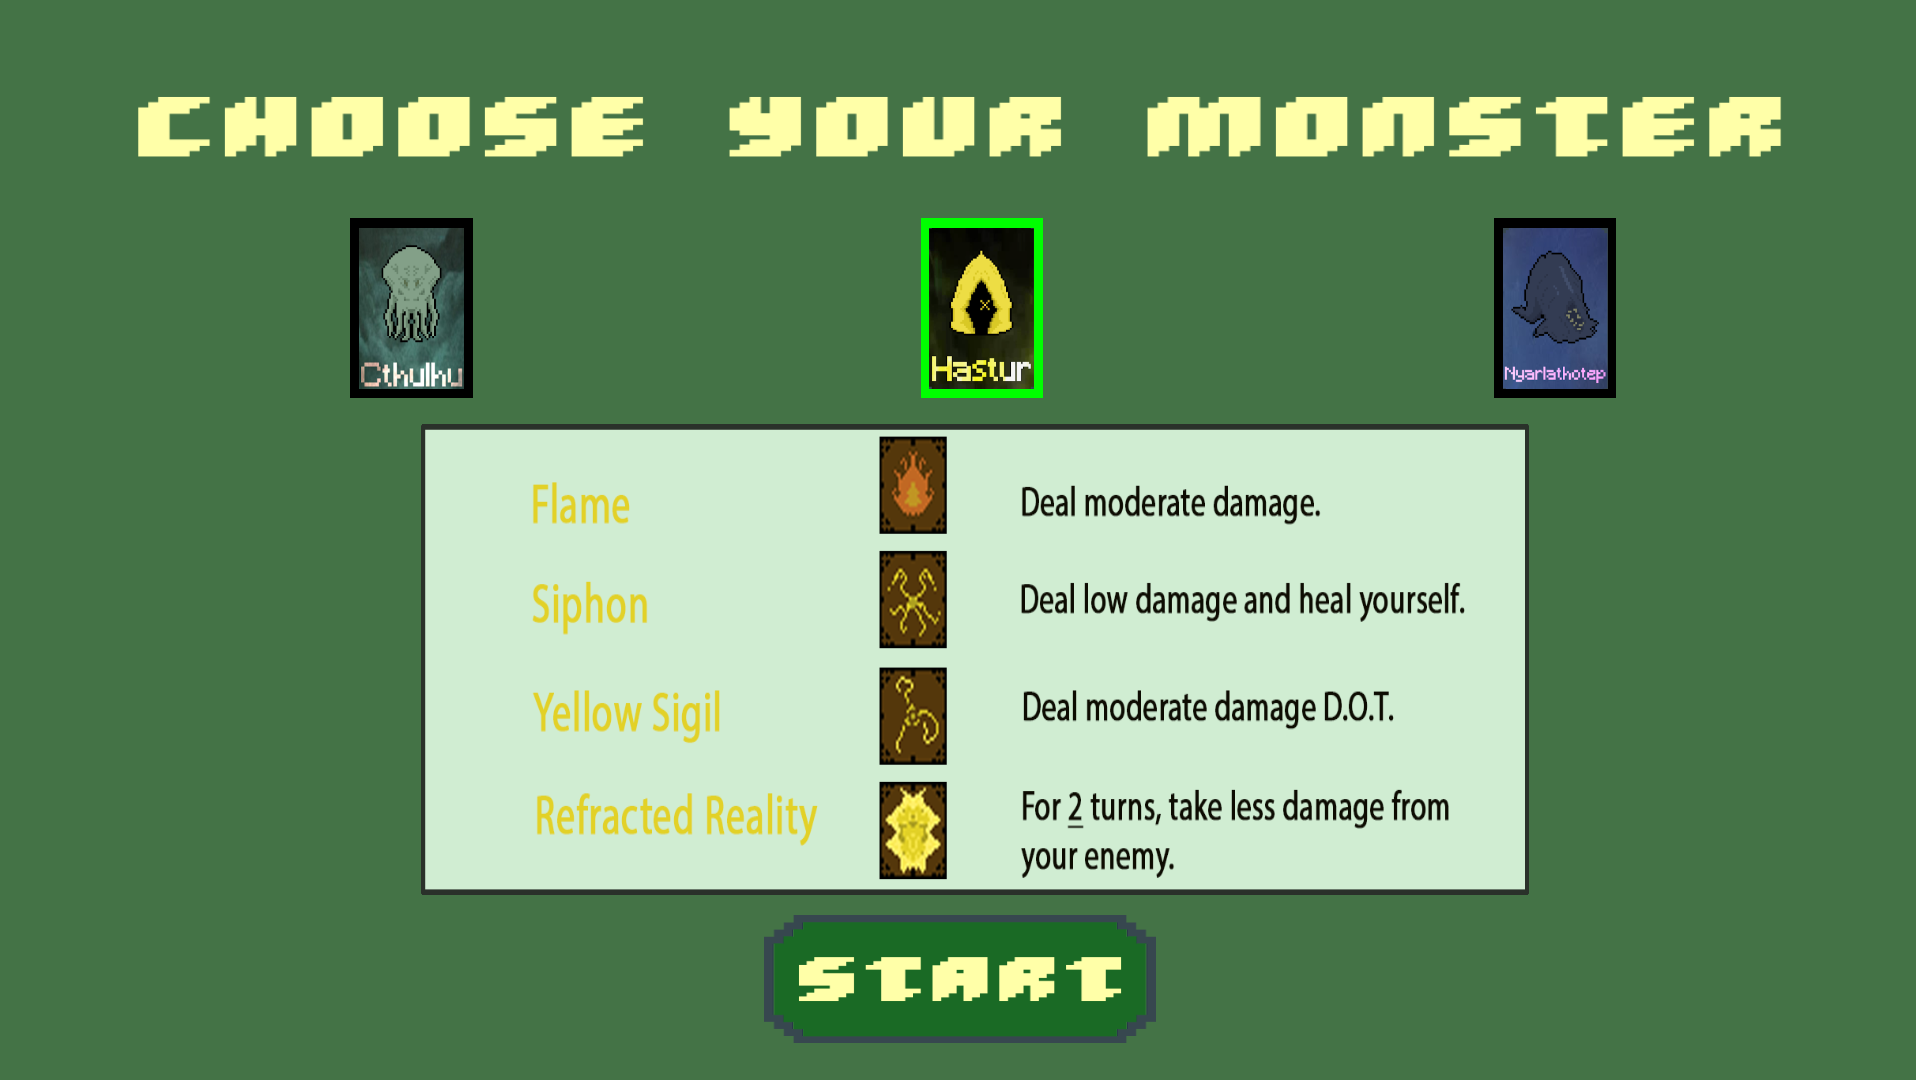 CHOOSE YOUR MONSTER
Cthulhu
Hastur
Nyarlathotep
Flame
Deal moderate damage.
Siphon
Deal low damage and heal yourself.
Yellow Sigil
Deal moderate damage D.O.T.
Refracted Reality
For 2 turns, take less damage from
your enemy.
START